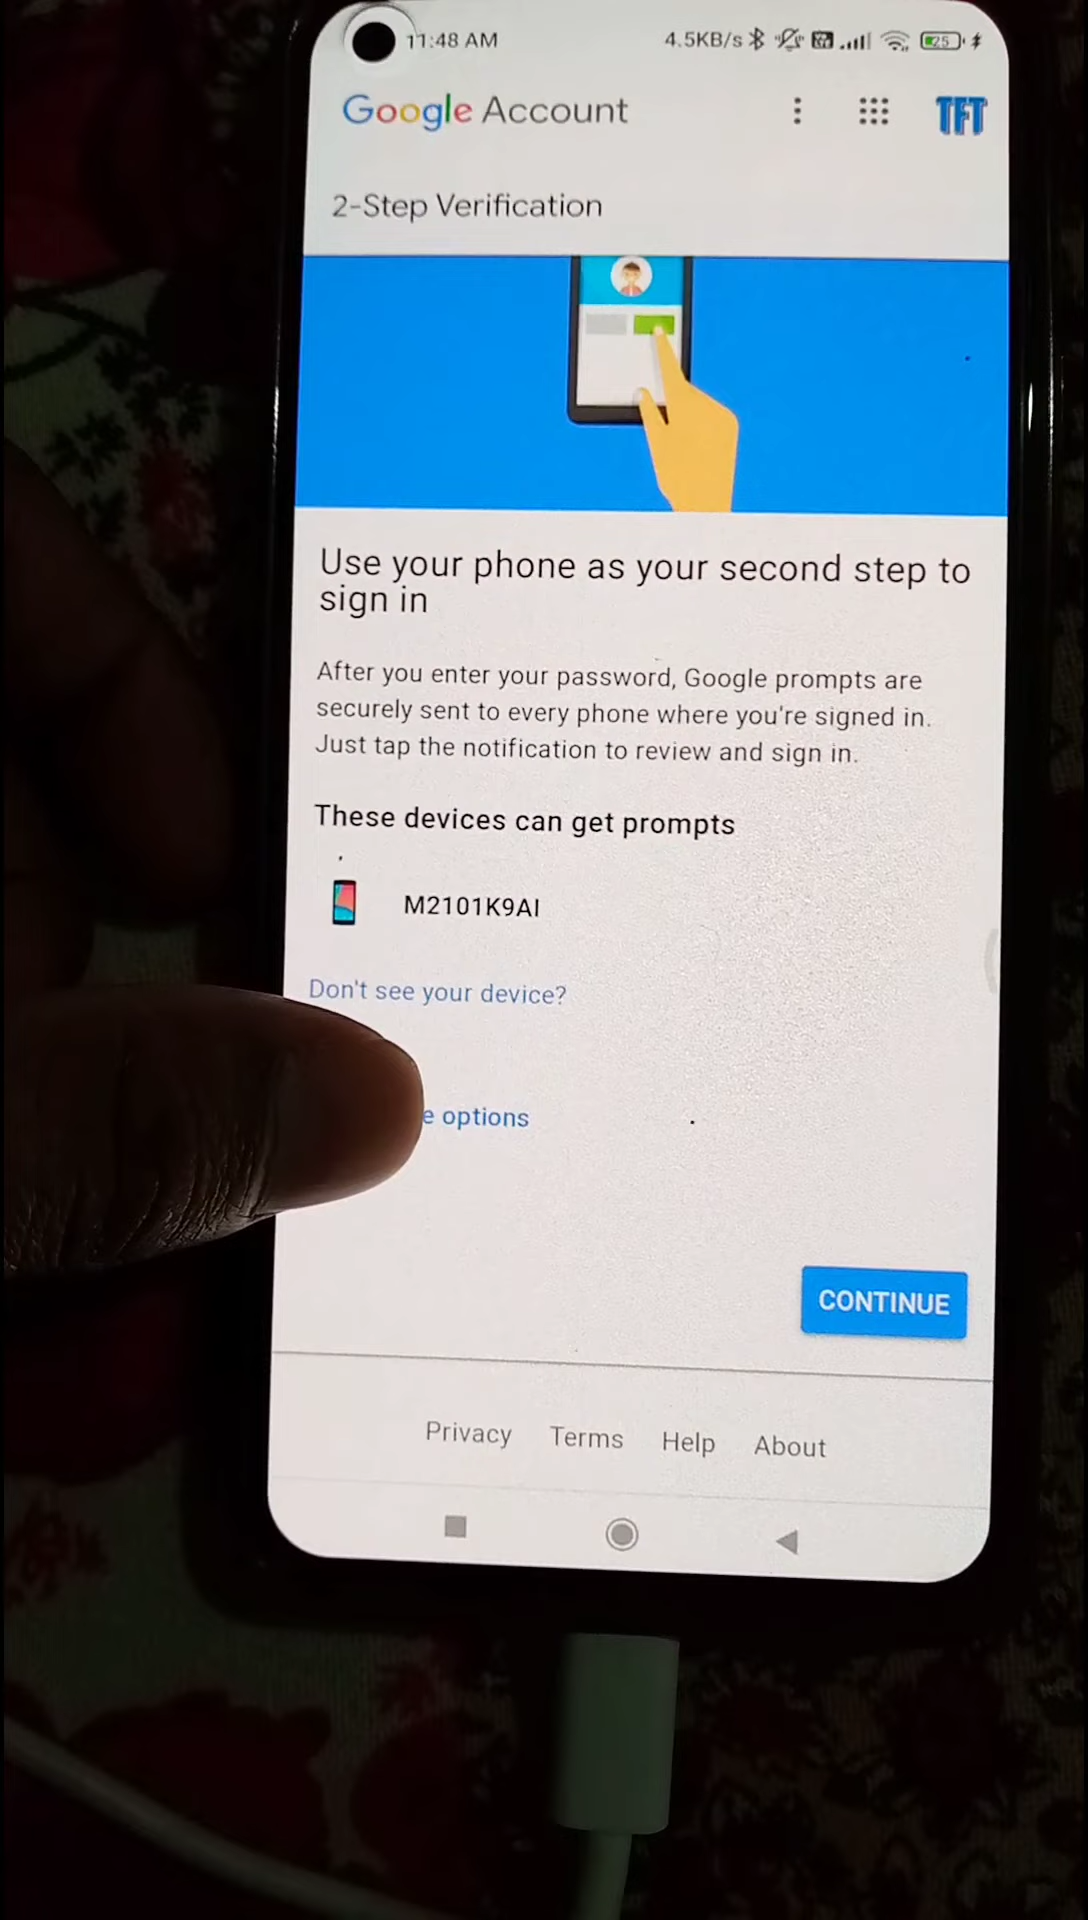 11:48 AM 4.5KB/s 25
Google Account
TFT
2-Step Verification
Use your phone as your second step to
sign in
After you enter your password, Google prompts are
securely sent to every phone where you're signed in.
Just tap the notification to review and sign in.
These devices can get prompts
M2101K9AI
Don't see your device?
options
CONTINUE
Privacy Terms Help About